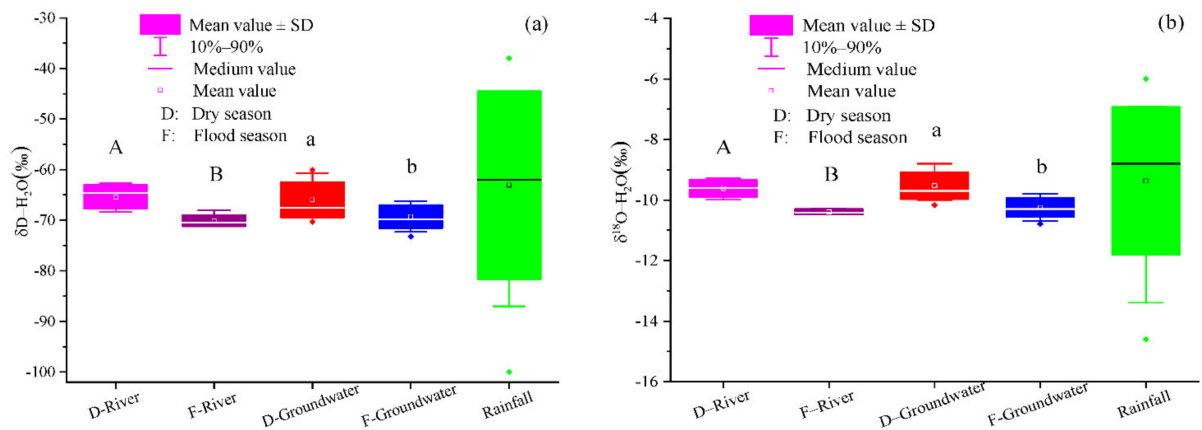 (a)
Mean value ± SD
10%–90%
Medium value
Mean value
D: Dry season
F: Flood season
A
B
a
b
δD–H₂O(‰)
-30
-40
-50
-60
-70
-80
-90
-100
D-River
F-River
D-Groundwater
F-Groundwater
Rainfall
(b)
Mean value ± SD
10%–90%
Medium value
Mean value
D: Dry season
F: Flood season
A
B
a
b
δ¹⁸O–H₂O(‰)
-4
-6
-8
-10
-12
-14
-16
D–River
F–River
D–Groundwater
F-Groundwater
Rainfall